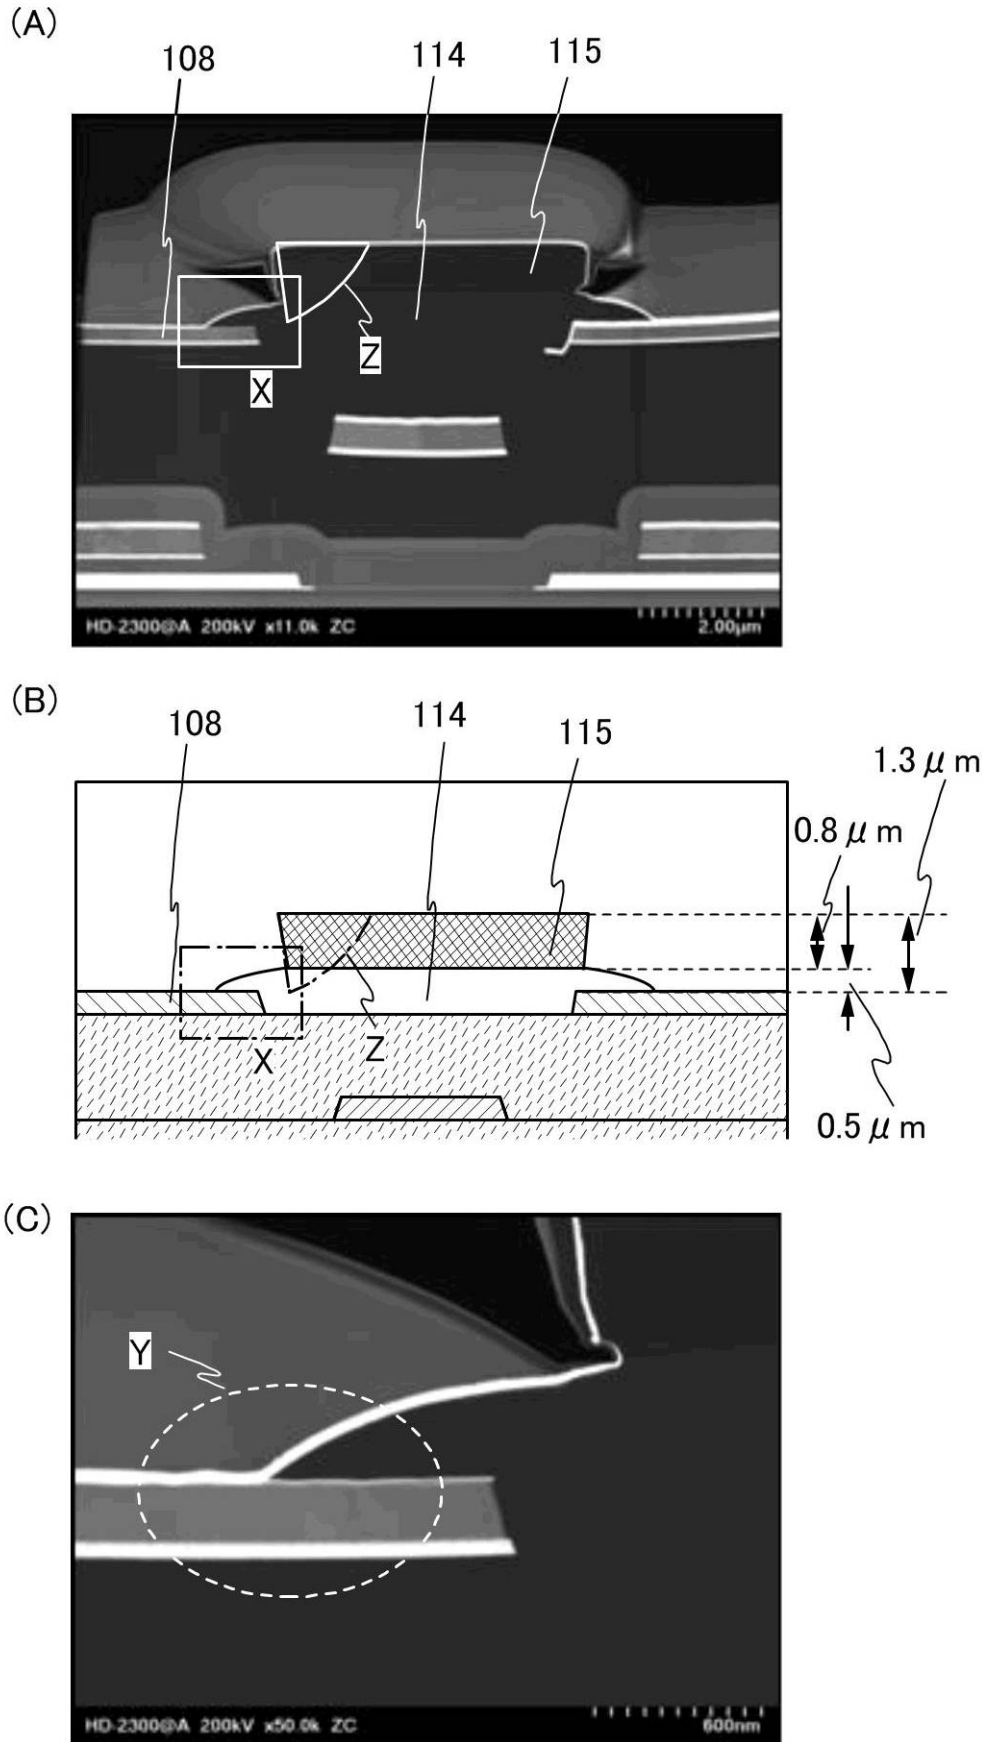 (A)
108
114
115
Z
X
HD-2300@A 200kV x11.0k ZC
2.00μm
(B)
108
114
115
1.3 μ m
0.8 μ m
X
Z
0.5 μ m
(C)
Y
HD-2300@A 200kV x50.0k ZC
600nm